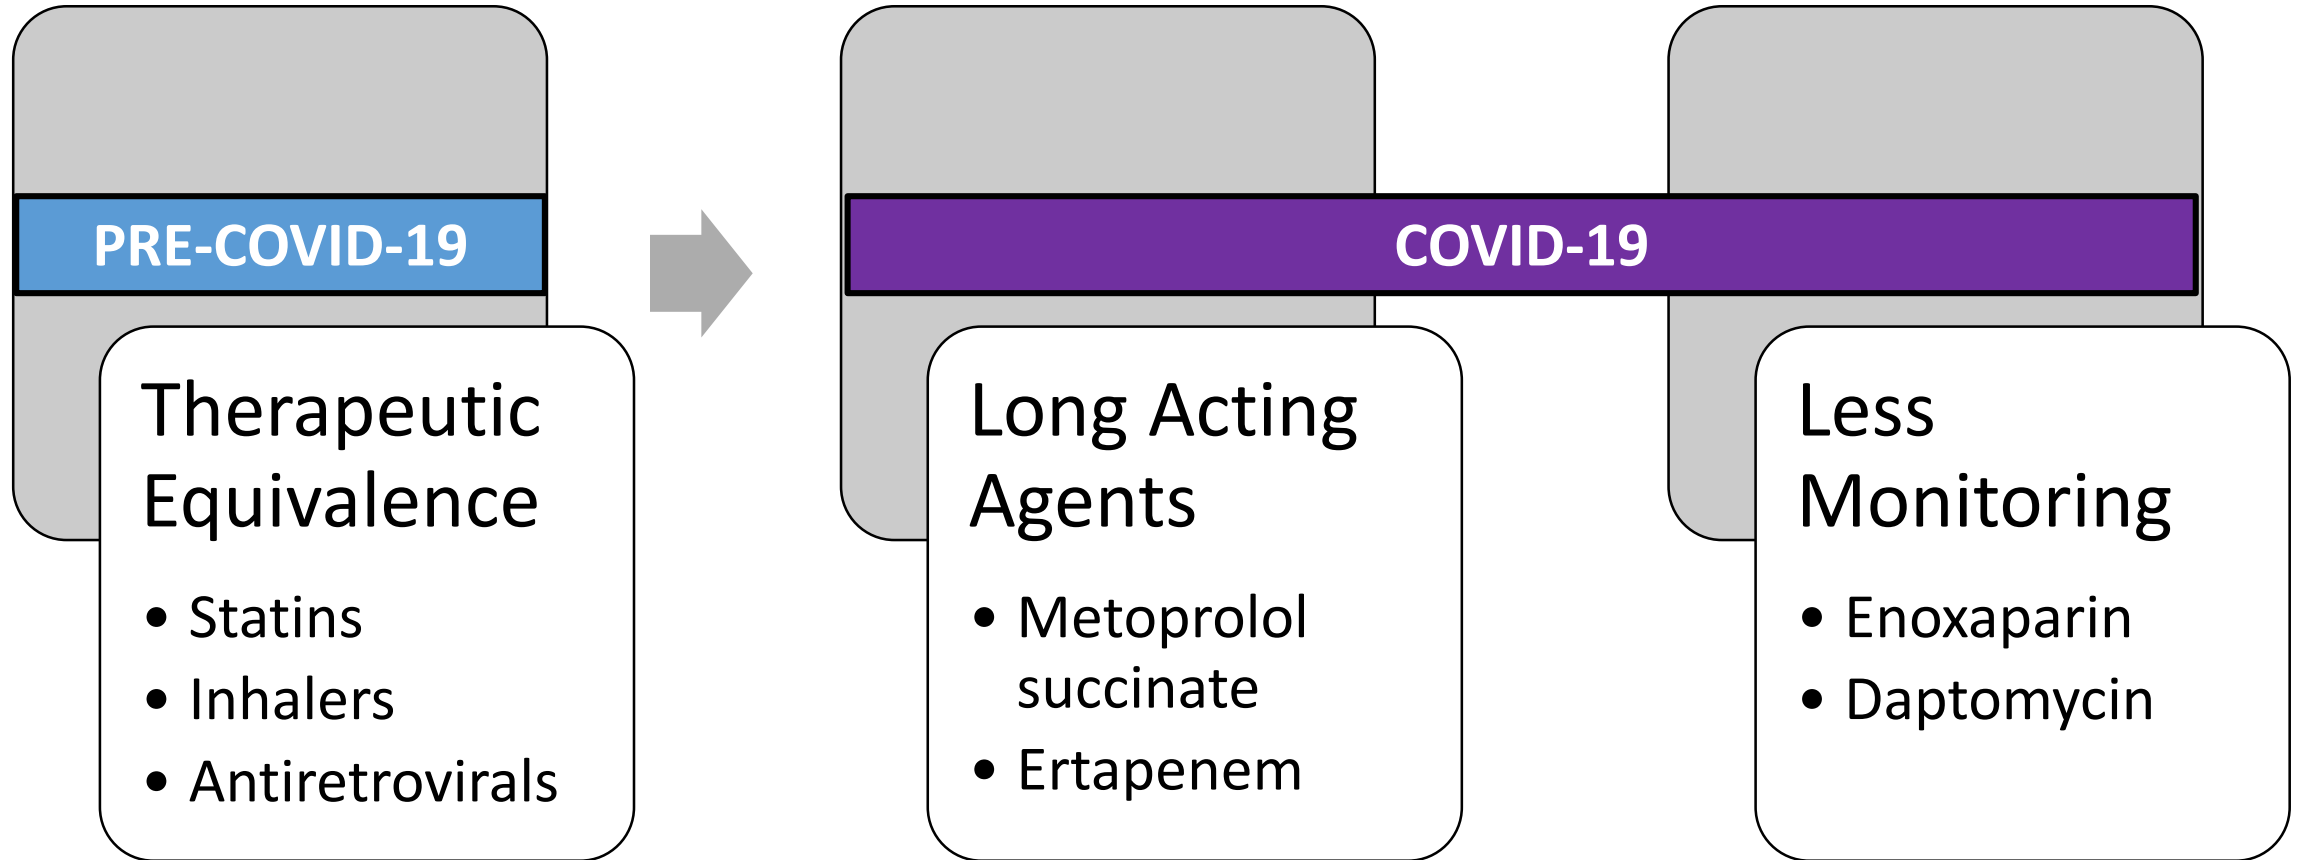 PRE-COVID-19
COVID-19
Therapeutic
Equivalence
• Statins
• Inhalers
• Antiretrovirals
Long Acting
Agents
• Metoprolol
succinate
• Ertapenem
Less
Monitoring
• Enoxaparin
• Daptomycin